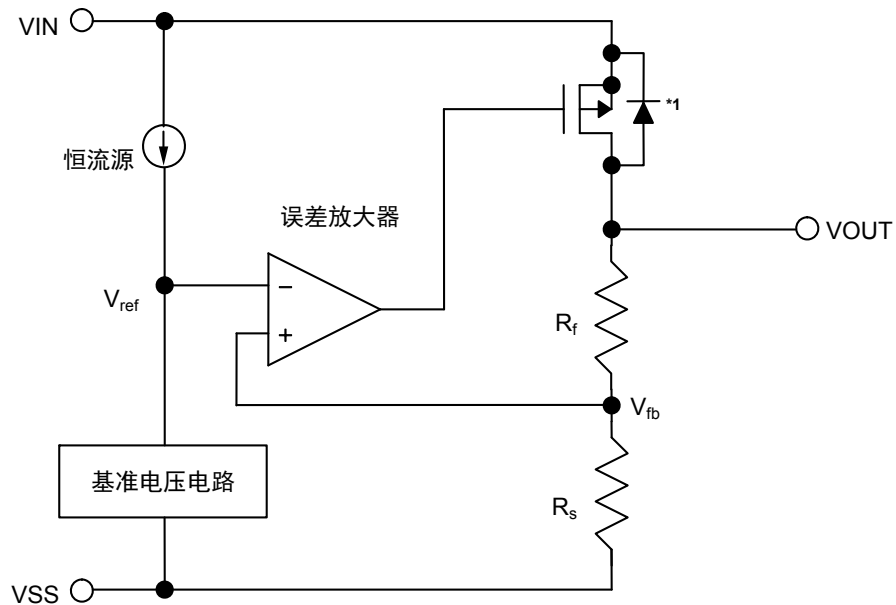 VIN
*1
恒流源
误差放大器
VOUT
Vref
−
+
Rf
Vfb
基准电压电路
Rs
VSS